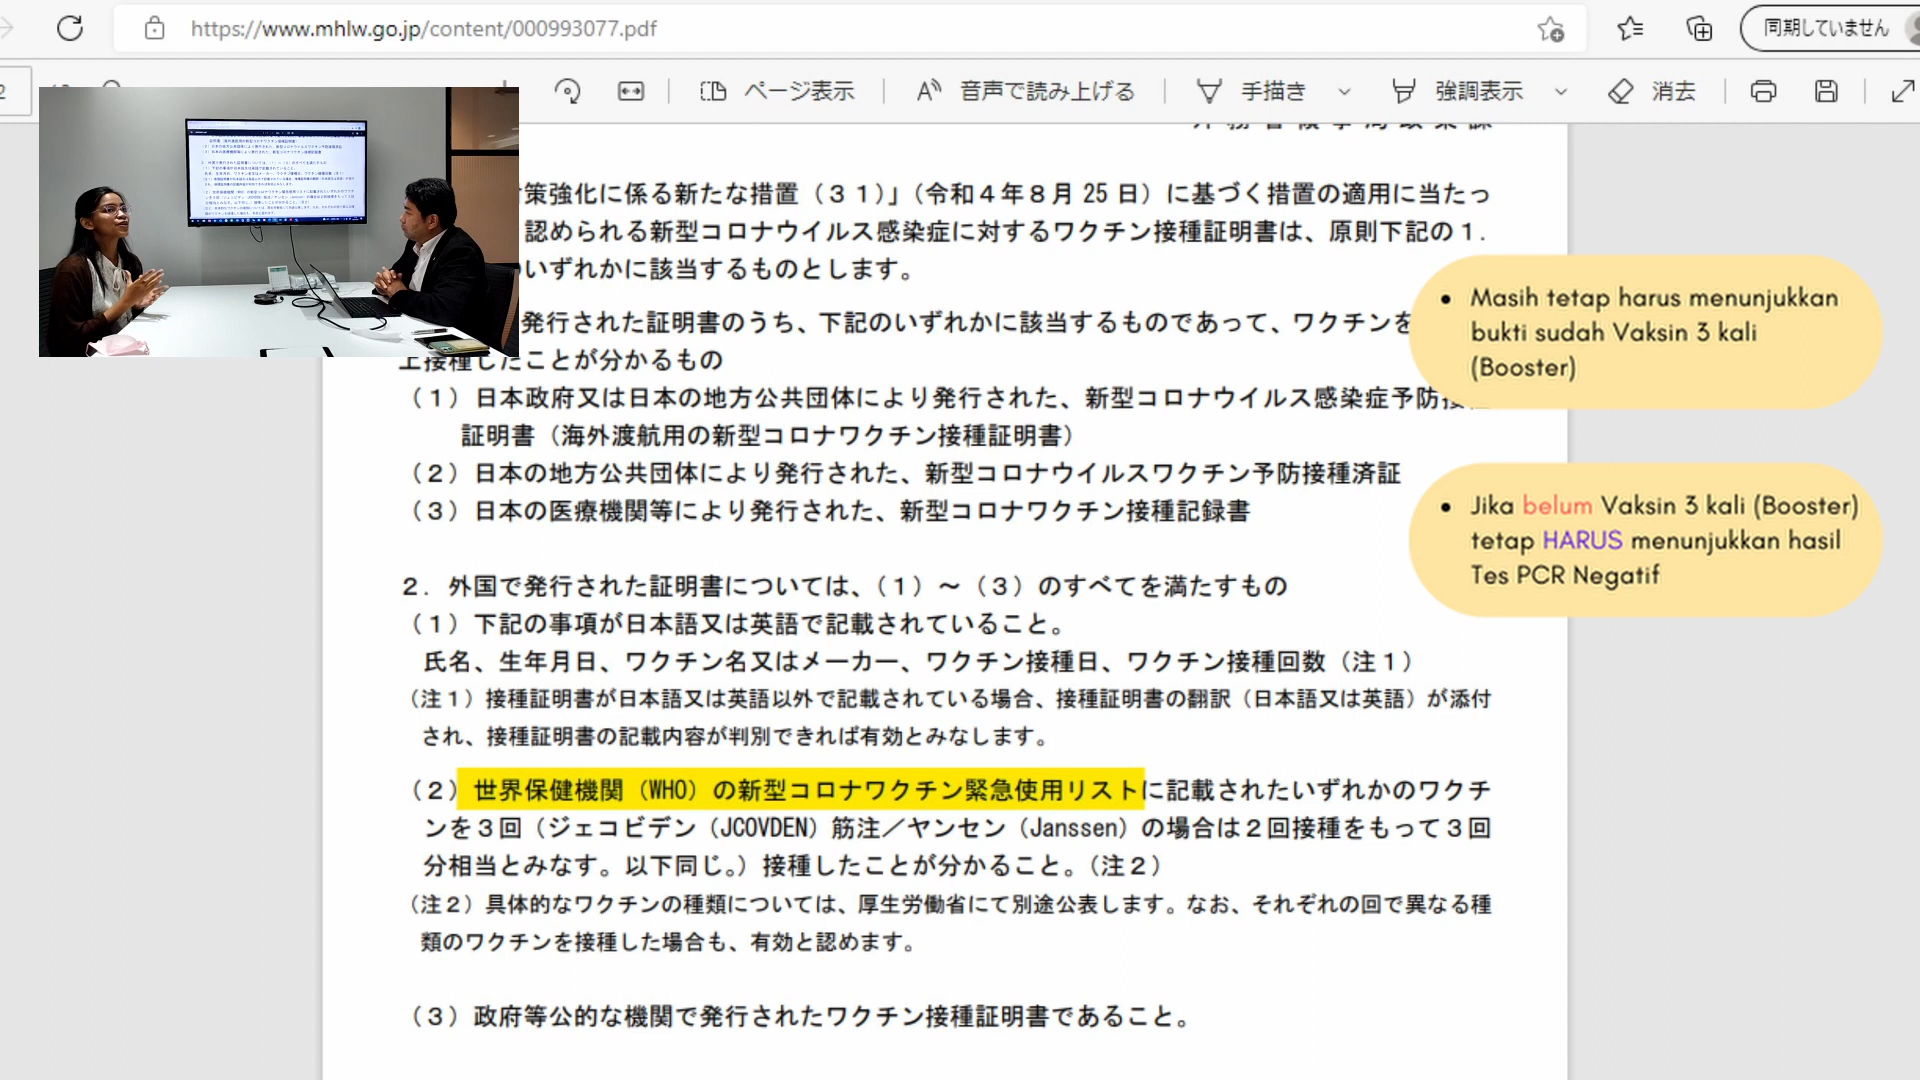 https://www.mhlw.go.jp/content/000993077.pdf
同期していません
2
ページ表示
音声で読み上げる
手描き
強調表示
消去
策強化に係る新たな措置（３１）」（令和４年８月 25 日）に基づく措置の適用に当たっ
認められる新型コロナウイルス感染症に対するワクチン接種証明書は、原則下記の１．
いずれかに該当するものとします。
発行された証明書のうち、下記のいずれかに該当するものであって、ワクチンを
上接種したことが分かるもの
（１）日本政府又は日本の地方公共団体により発行された、新型コロナウイルス感染症予防接種
証明書（海外渡航用の新型コロナワクチン接種証明書）
（２）日本の地方公共団体により発行された、新型コロナウイルスワクチン予防接種済証
（３）日本の医療機関等により発行された、新型コロナワクチン接種記録書
２．外国で発行された証明書については、（１）～（３）のすべてを満たすもの
（１）下記の事項が日本語又は英語で記載されていること。
氏名、生年月日、ワクチン名又はメーカー、ワクチン接種日、ワクチン接種回数（注１）
（注１）接種証明書が日本語又は英語以外で記載されている場合、接種証明書の翻訳（日本語又は英語）が添付
され、接種証明書の記載内容が判別できれば有効とみなします。
（２）世界保健機関（WHO）の新型コロナワクチン緊急使用リストに記載されたいずれかのワクチ
ンを３回（ジェコビデン（JCOVDEN）筋注／ヤンセン（Janssen）の場合は２回接種をもって３回
分相当とみなす。以下同じ。）接種したことが分かること。（注２）
（注２）具体的なワクチンの種類については、厚生労働省にて別途公表します。なお、それぞれの回で異なる種
類のワクチンを接種した場合も、有効と認めます。
（３）政府等公的な機関で発行されたワクチン接種証明書であること。
• Masih tetap harus menunjukkan
bukti sudah Vaksin 3 kali
(Booster)
• Jika belum Vaksin 3 kali (Booster)
tetap HARUS menunjukkan hasil
Tes PCR Negatif